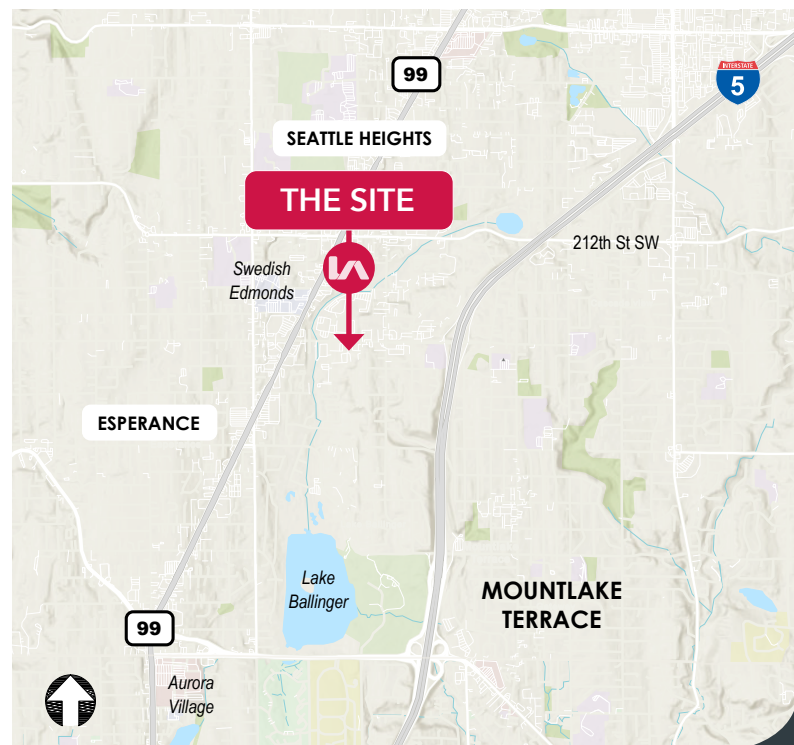 99
INTERSTATE
5
SEATTLE HEIGHTS
THE SITE
212th St SW
Swedish
Edmonds
ESPERANCE
Lake
Ballinger
MOUNTLAKE
TERRACE
99
Aurora
Village